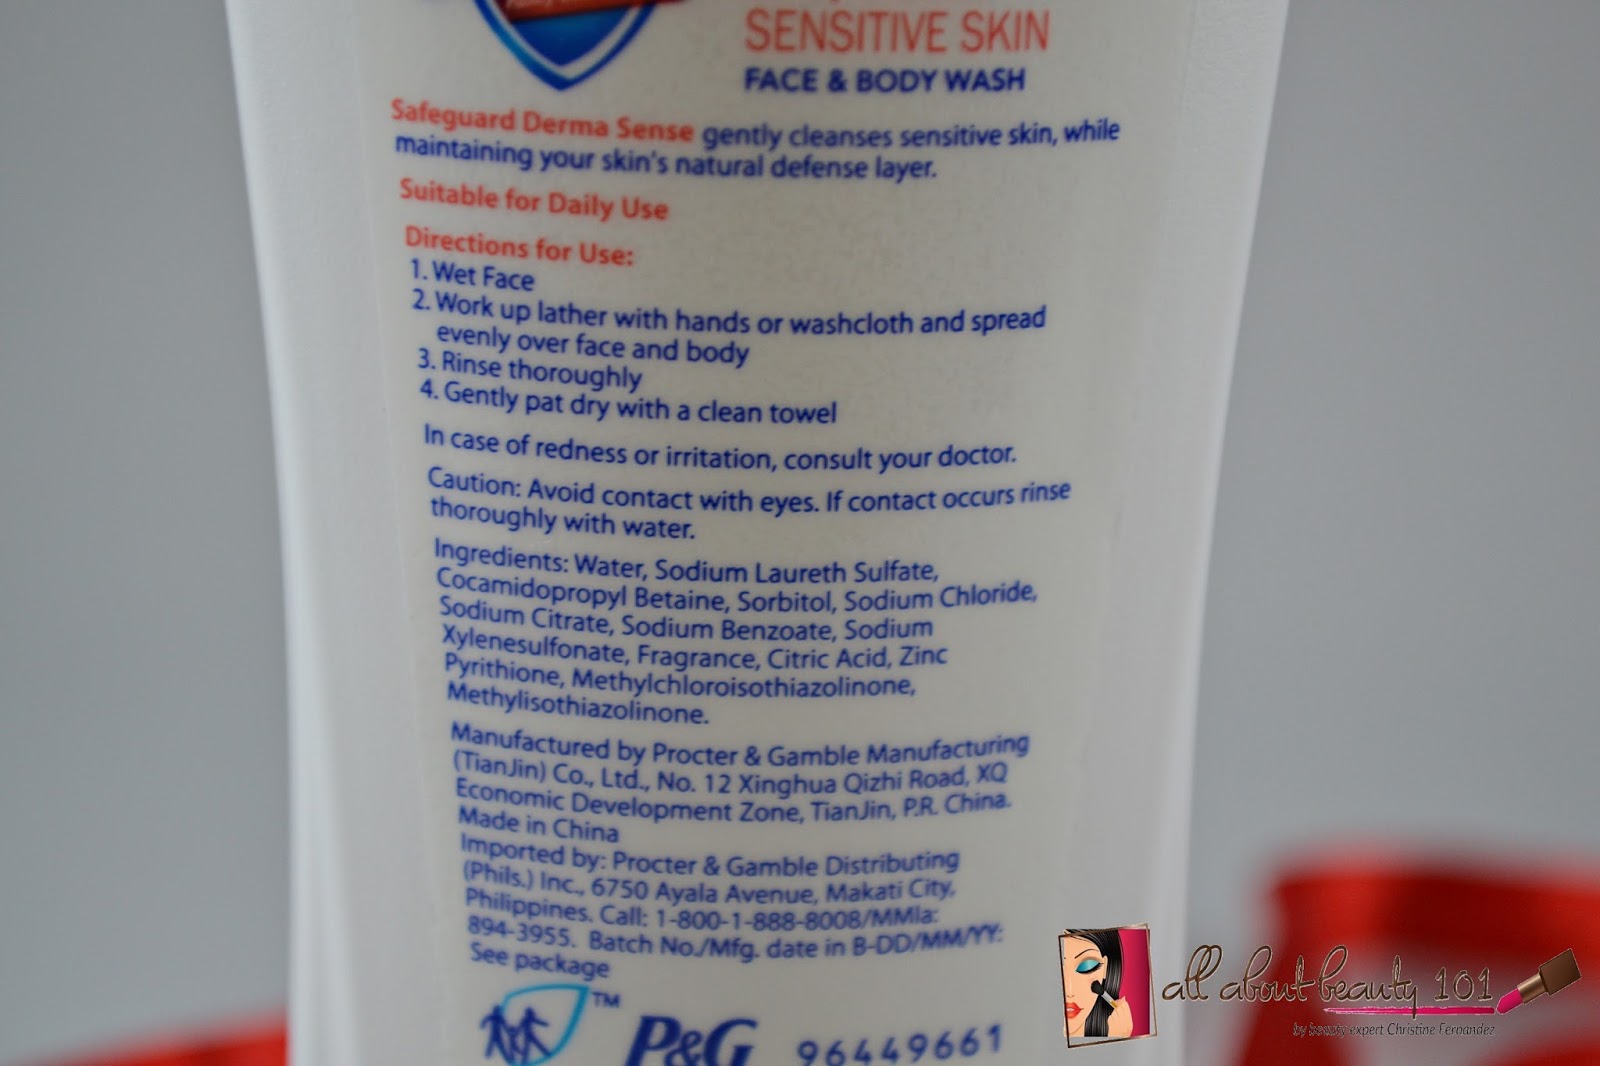 SENSITIVE SKIN
FACE & BODY WASH
Safeguard Derma Sense gently cleanses sensitive skin, while
maintaining your skin's natural defense layer.
Suitable for Daily Use
Directions for Use:
1. Wet Face
2. Work up lather with hands or washcloth and spread
evenly over face and body
3. Rinse thoroughly
4. Gently pat dry with a clean towel
In case of redness or irritation, consult your doctor.
Caution: Avoid contact with eyes. If contact occurs rinse
thoroughly with water.
Ingredients: Water, Sodium Laureth Sulfate,
Cocamidopropyl Betaine, Sorbitol, Sodium Chloride,
Sodium Citrate, Sodium Benzoate, Sodium
Xylenesulfonate, Fragrance, Citric Acid, Zinc
Pyrithione, Methylchloroisothiazolinone,
Methylisothiazolinone.
Manufactured by Procter & Gamble Manufacturing
(TianJin) Co., Ltd., No. 12 Xinghua Qizhi Road, XQ
Economic Development Zone, TianJin, P.R. China.
Made in China
Imported by: Procter & Gamble Distributing
(Phils.) Inc., 6750 Ayala Avenue, Makati City,
Philippines. Call: 1-800-1-888-8008/MMla:
894-3955. Batch No./Mfg. date in B-DD/MM/YY:
See package
TM
P&G
96449661
all about beauty 101
by beauty expert Christine Fernandez